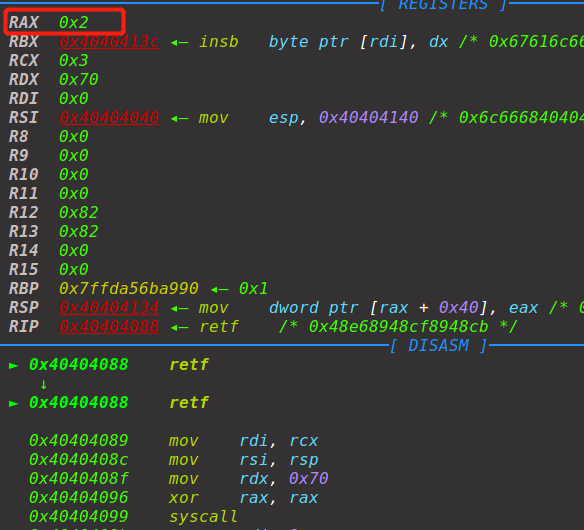 [ REGISTERS ]
RAX 0x2
RBX 0x4040413c ◂— insb byte ptr [rdi], dx /* 0x67616c66
RCX 0x3
RDX 0x70
RDI 0x0
RSI 0x40404040 ◂— mov esp, 0x40404140 /* 0x6c666840404
R8 0x0
R9 0x0
R10 0x0
R11 0x0
R12 0x82
R13 0x82
R14 0x0
R15 0x0
RBP 0x7ffda56ba990 ◂— 0x1
RSP 0x40404134 ◂— mov dword ptr [rax + 0x40], eax /* 0
RIP 0x40404088 ◂— retf /* 0x48e68948cf8948cb */
[ DISASM ]
► 0x40404088 retf
↓
► 0x40404088 retf
0x40404089 mov rdi, rcx
0x4040408c mov rsi, rsp
0x4040408f mov rdx, 0x70
0x40404096 xor rax, rax
0x40404099 syscall